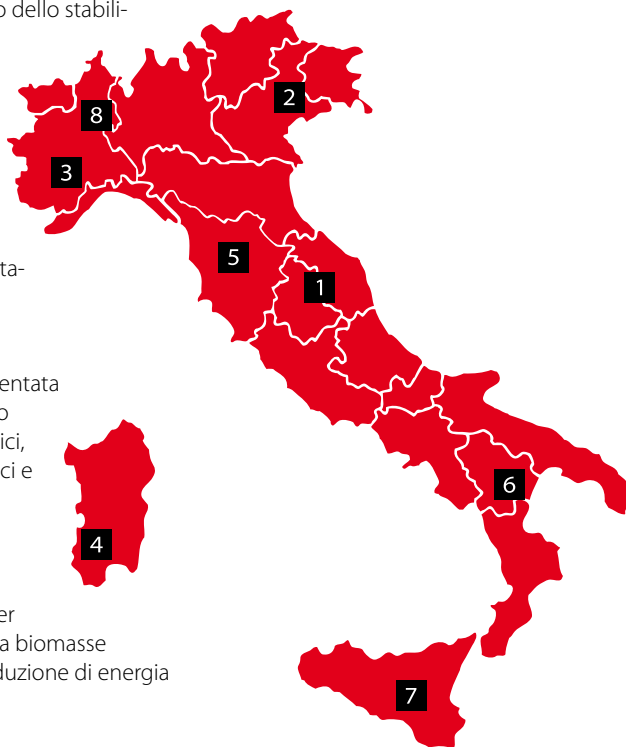 o dello stabili-
2
8
3
5
ta-
1
entata
o
ici,
ci e
6
4
er
a biomasse
duzione di energia
7